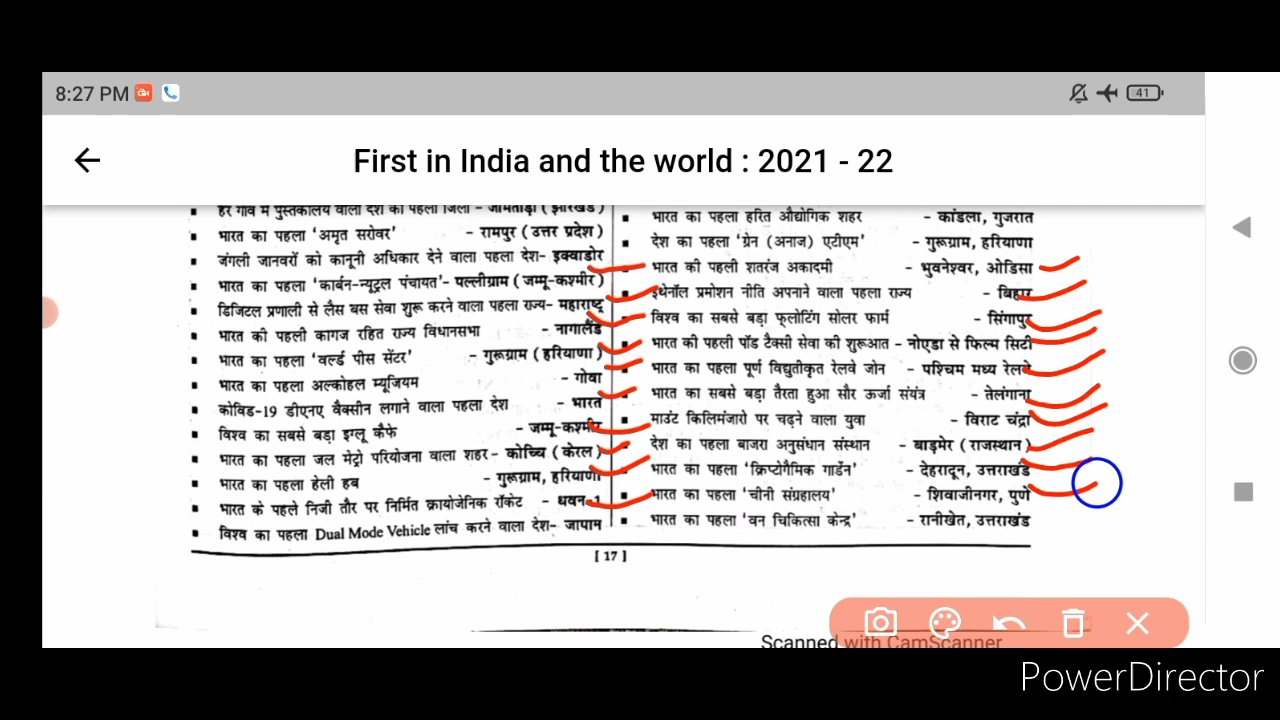 8:27 PM
41
First in India and the world : 2021 - 22
हर गांव में पुस्तकालय वाला देश का पहला जिला - जामताड़ा (झारखंड)
भारत का पहला 'अमृत सरोवर' - रामपुर (उत्तर प्रदेश)
जंगली जानवरों को कानूनी अधिकार देने वाला पहला देश- इक्वाडोर
भारत का पहला 'कार्बन-न्यूट्रल पंचायत'- पल्लीग्राम (जम्मू-कश्मीर)
डिजिटल प्रणाली से लैस बस सेवा शुरू करने वाला पहला राज्य- महाराष्ट्र
भारत की पहली कागज रहित राज्य विधानसभा - नागालैंड
भारत का पहला 'वर्ल्ड पीस सेंटर' - गुरूग्राम (हरियाणा)
भारत का पहला अल्कोहल म्यूजियम - गोवा
कोविड-19 डीएनए वैक्सीन लगाने वाला पहला देश - भारत
विश्व का सबसे बड़ा इग्लू कैफे - जम्मू-कश्मीर
भारत का पहला जल मेट्रो परियोजना वाला शहर- कोच्चि (केरल)
भारत का पहला हेली हब - गुरूग्राम, हरियाणा
भारत के पहले निजी तौर पर निर्मित क्रायोजेनिक रॉकेट - धवन-1
विश्व का पहला Dual Mode Vehicle लांच करने वाला देश- जापान
भारत का पहला हरित औद्योगिक शहर - कांडला, गुजरात
देश का पहला 'ग्रेन (अनाज) एटीएम' - गुरूग्राम, हरियाणा
भारत की पहली शतरंज अकादमी - भुवनेश्वर, ओडिसा
इथेनॉल प्रमोशन नीति अपनाने वाला पहला राज्य - बिहार
विश्व का सबसे बड़ा फ्लोटिंग सोलर फार्म - सिंगापुर
भारत की पहली पॉड टैक्सी सेवा की शुरूआत - नोएडा से फिल्म सिटी
भारत का पहला पूर्ण विद्युतीकृत रेलवे जोन - पश्चिम मध्य रेलवे
भारत का सबसे बड़ा तैरता हुआ सौर ऊर्जा संयंत्र - तेलंगाना
माउंट किलिमंजारो पर चढ़ने वाला युवा - विराट चंद्रा
देश का पहला बाजरा अनुसंधान संस्थान - बाड़मेर (राजस्थान)
भारत का पहला 'क्रिप्टोगैमिक गार्डेन' - देहरादून, उत्तराखंड
भारत का पहला 'चीनी संग्रहालय' - शिवाजीनगर, पुणे
भारत का पहला 'वन चिकित्सा केन्द्र' - रानीखेत, उत्तराखंड
[ 17 ]
Scanned with CamScanner
PowerDirector